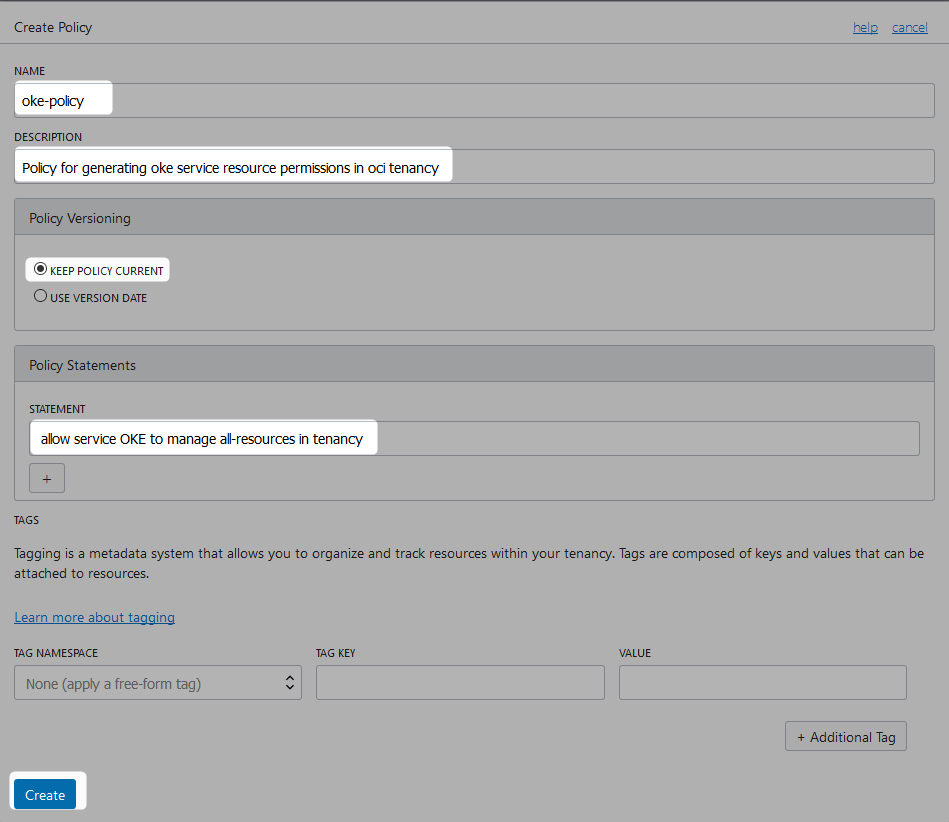 Create Policy
help cancel
NAME
oke-policy
DESCRIPTION
Policy for generating oke service resource permissions in oci tenancy
Policy Versioning
KEEP POLICY CURRENT
USE VERSION DATE
Policy Statements
STATEMENT
allow service OKE to manage all-resources in tenancy
+
TAGS
Tagging is a metadata system that allows you to organize and track resources within your tenancy. Tags are composed of keys and values that can be
attached to resources.
Learn more about tagging
TAG NAMESPACE TAG KEY VALUE
None (apply a free-form tag)
+ Additional Tag
Create